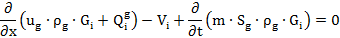 ∂/∂x (u_g · ρ_g · G_i + Q_i^g) − V_i + ∂/∂t (m · S_g · ρ_g · G_i) = 0